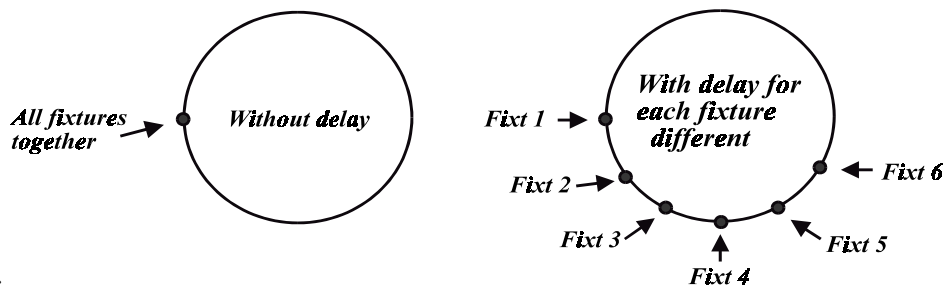 All fixtures
together
Without delay
With delay for
each fixture
different
Fixt 1
Fixt 2
Fixt 3
Fixt 4
Fixt 5
Fixt 6